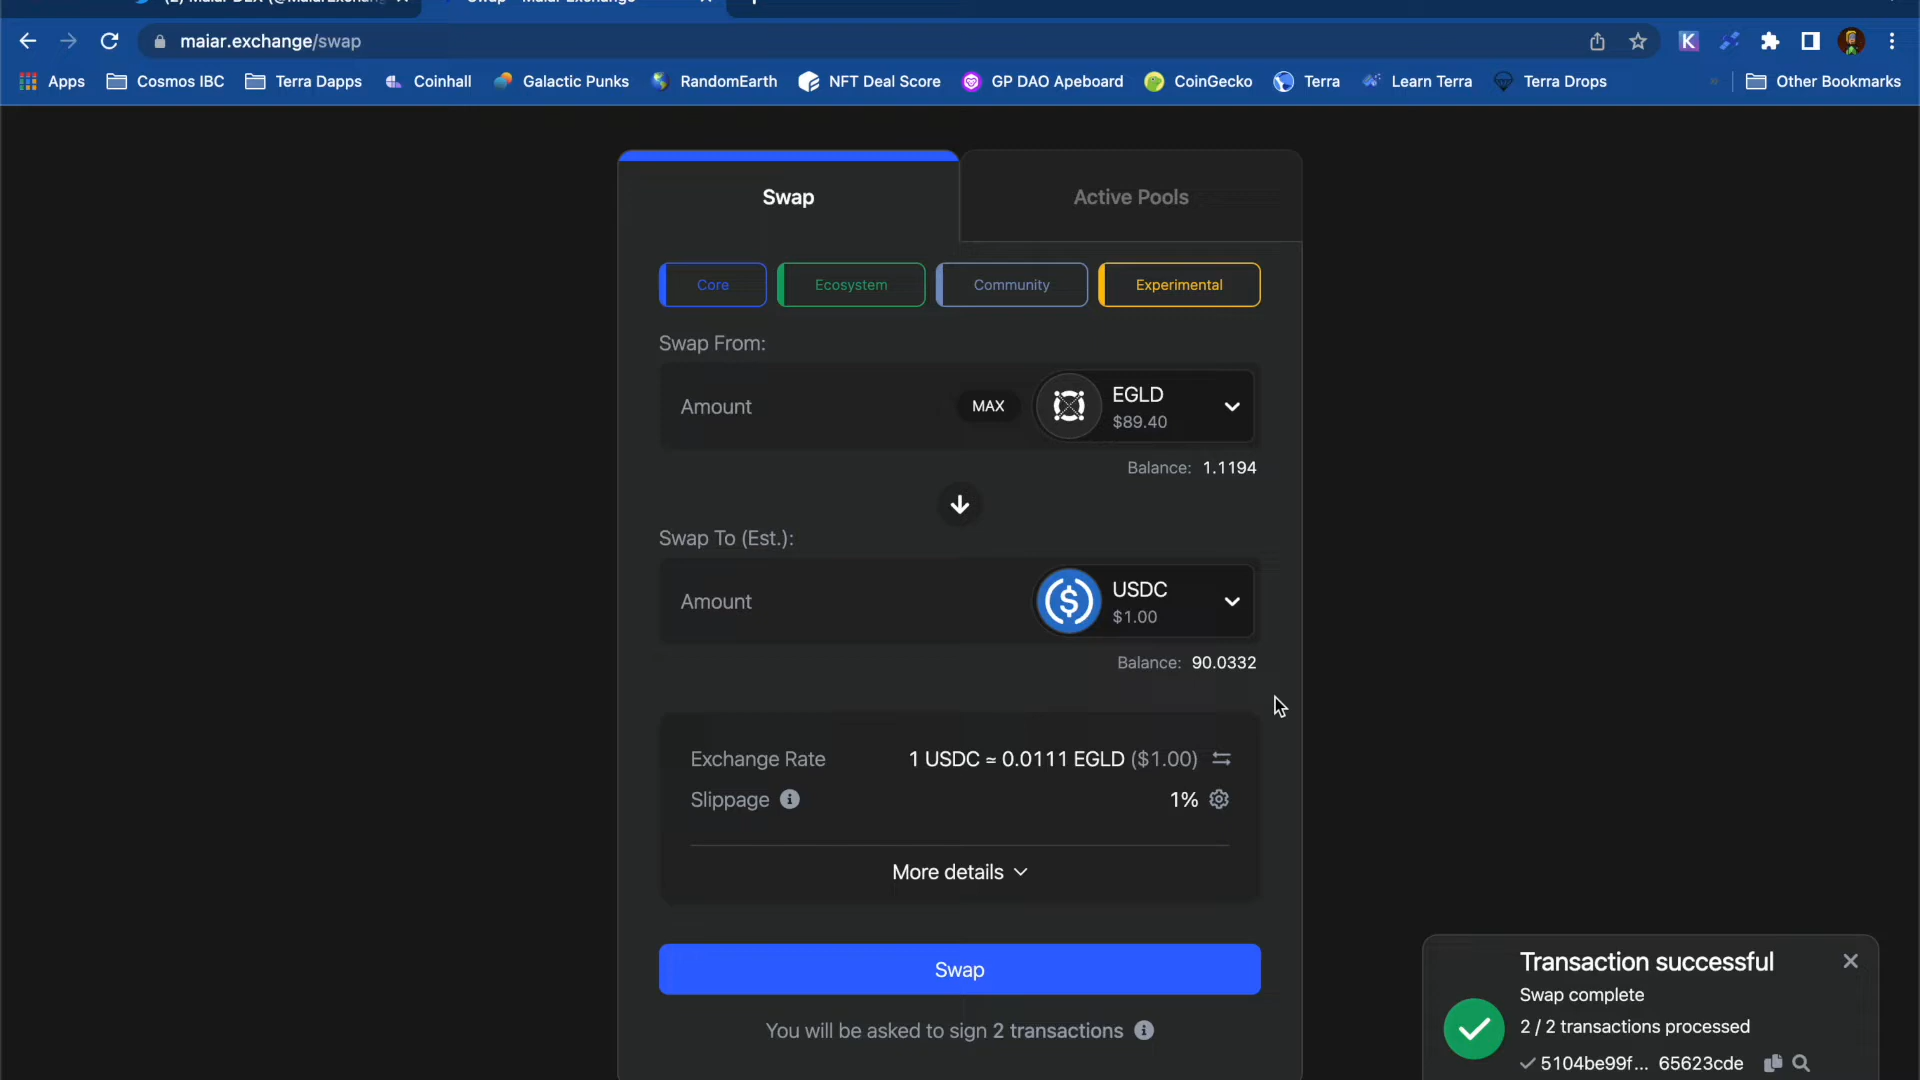 maiar.exchange/swap
Apps Cosmos IBC Terra Dapps Coinhall Galactic Punks RandomEarth NFT Deal Score GP DAO Apeboard CoinGecko Terra Learn Terra Terra Drops Other Bookmarks
Swap Active Pools
Core Ecosystem Community Experimental
Swap From:
Amount MAX EGLD
$89.40
Balance: 1.1194
Swap To (Est.):
Amount USDC
$1.00
Balance: 90.0332
Exchange Rate 1 USDC ≃ 0.0111 EGLD ($1.00)
Slippage 1%
More details
Swap
You will be asked to sign 2 transactions
Transaction successful
Swap complete
2 / 2 transactions processed
5104be99f... 65623cde